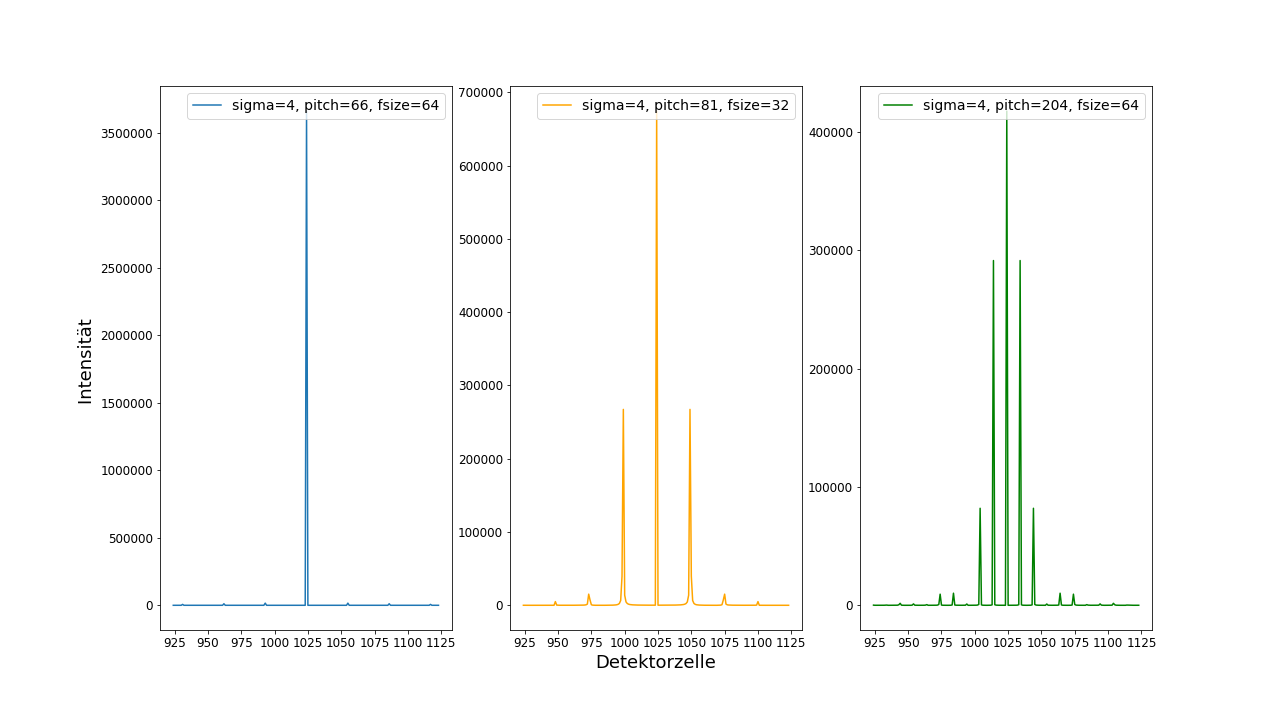 sigma=4, pitch=66, fsize=64
3500000
3000000
2500000
2000000
1500000
1000000
500000
0
925 950 975 1000 1025 1050 1075 1100 1125
Intensität
sigma=4, pitch=81, fsize=32
700000
600000
500000
400000
300000
200000
100000
0
925 950 975 1000 1025 1050 1075 1100 1125
Detektorzelle
sigma=4, pitch=204, fsize=64
400000
300000
200000
100000
0
925 950 975 1000 1025 1050 1075 1100 1125